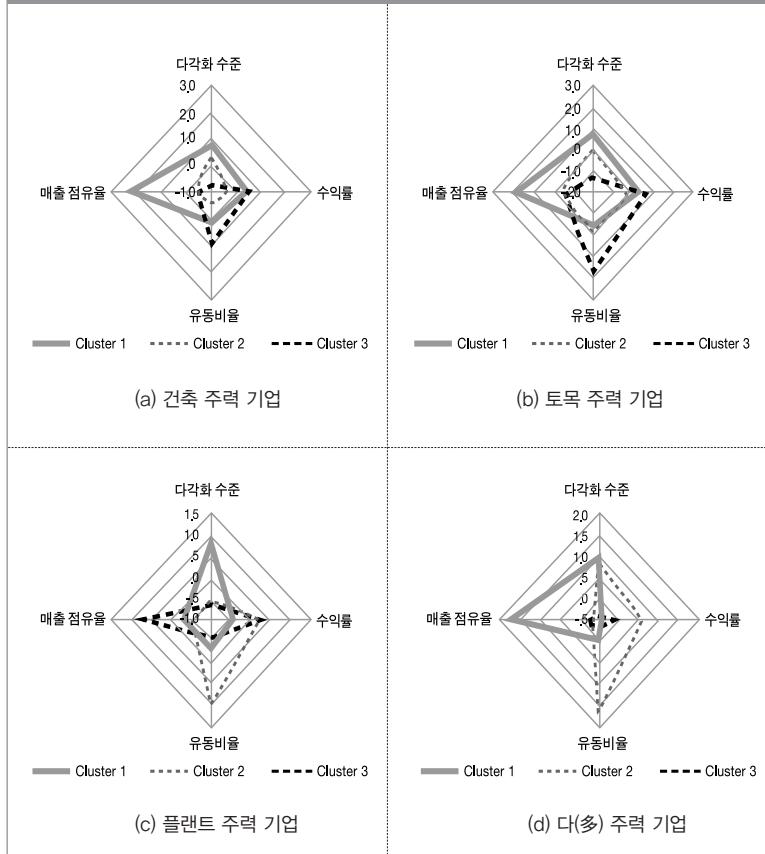 다각화 수준
3.0
2.0
1.0
.0
-1.0
매출 점유율
수익률
유동비율
Cluster 1 Cluster 2 Cluster 3
(a) 건축 주력 기업
다각화 수준
3.0
2.0
1.0
.0
-1.0
-2.0
매출 점유율
수익률
유동비율
Cluster 1 Cluster 2 Cluster 3
(b) 토목 주력 기업
다각화 수준
1.5
1.0
.5
.0
-.5
-1.0
매출 점유율
수익률
유동비율
Cluster 1 Cluster 2 Cluster 3
(c) 플랜트 주력 기업
다각화 수준
2.0
1.5
1.0
.5
.0
-.5
매출 점유율
수익률
유동비율
Cluster 1 Cluster 2 Cluster 3
(d) 다(多) 주력 기업